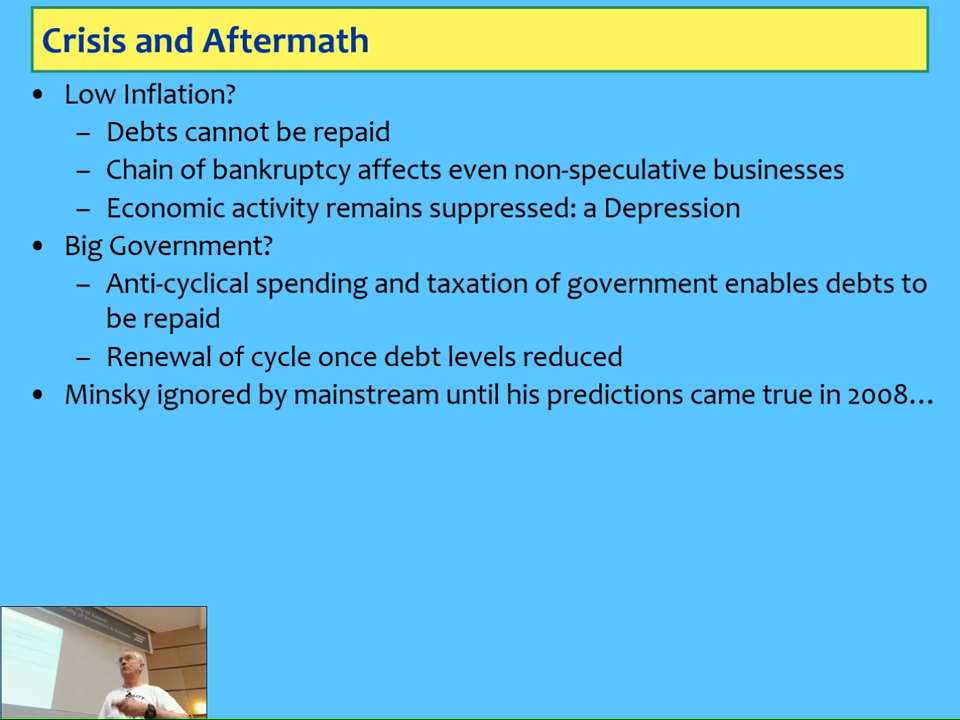 Crisis and Aftermath
• Low Inflation?
– Debts cannot be repaid
– Chain of bankruptcy affects even non-speculative businesses
– Economic activity remains suppressed: a Depression
• Big Government?
– Anti-cyclical spending and taxation of government enables debts to
be repaid
– Renewal of cycle once debt levels reduced
• Minsky ignored by mainstream until his predictions came true in 2008…